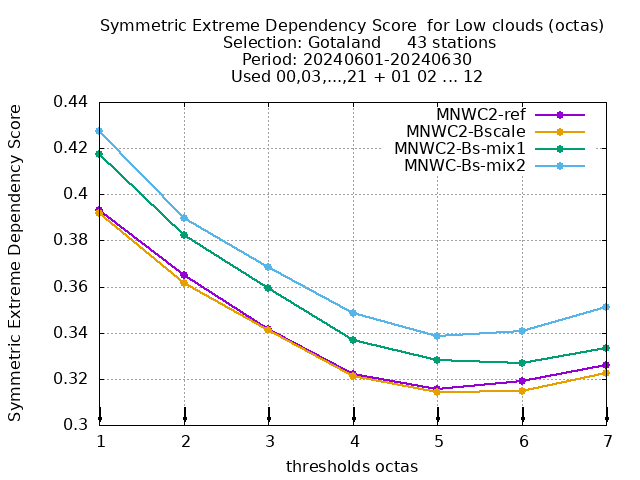 Symmetric Extreme Dependency Score  for Low clouds (octas)
Selection: Gotaland     43 stations
Period: 20240601-20240630
Used 00,03,...,21 + 01 02 ... 12
MNWC2-ref
MNWC2-Bscale
MNWC2-Bs-mix1
MNWC-Bs-mix2
Symmetric Extreme Dependency Score
0.44
0.42
0.4
0.38
0.36
0.34
0.32
0.3
1 2 3 4 5 6 7
thresholds octas